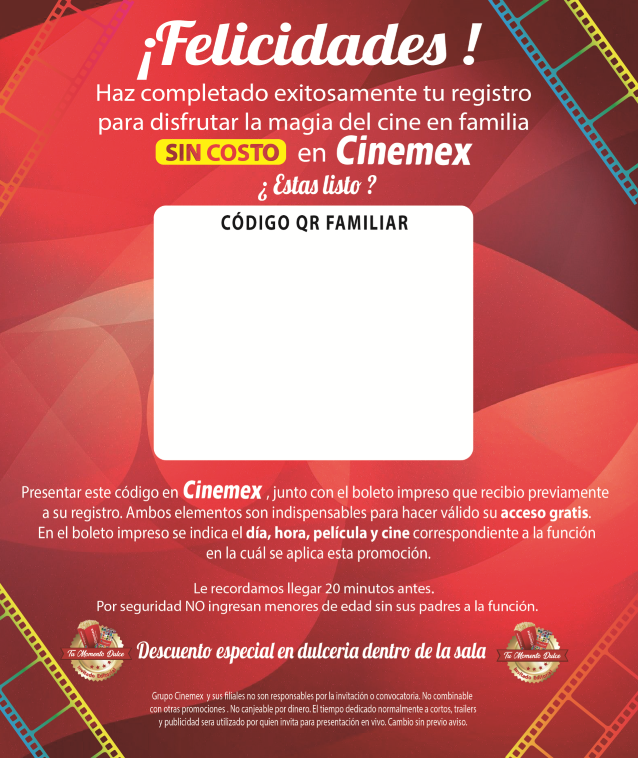 ¡Felicidades !
Haz completado exitosamente tu registro
para disfrutar la magia del cine en familia
SIN COSTO en Cinemex
¿ Estas listo ?
CÓDIGO QR FAMILIAR
Presentar este código en Cinemex , junto con el boleto impreso que recibio previamente
a su registro. Ambos elementos son indispensables para hacer válido su acceso gratis.
En el boleto impreso se indica el día, hora, película y cine correspondiente a la función
en la cuál se aplica esta promoción.
Le recordamos llegar 20 minutos antes.
Por seguridad NO ingresan menores de edad sin sus padres a la función.
Tu Momento Dulce
Descuento especial en dulceria dentro de la sala
Tu Momento Dulce
Grupo Cinemex y sus filiales no son responsables por la invitación o convocatoria. No combinable
con otras promociones . No canjeable por dinero. El tiempo dedicado normalmente a cortos, trailers
y publicidad sera utilizado por quien invita para presentación en vivo. Cambio sin previo aviso.